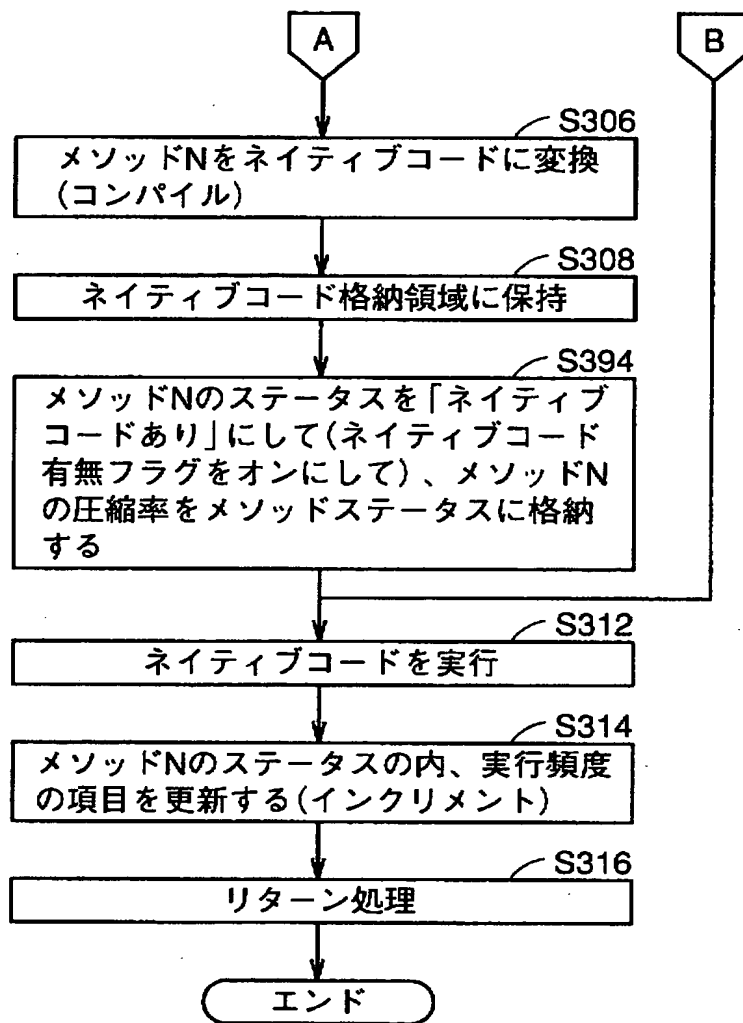 A
B
S306
メソッドNをネイティブコードに変換
(コンパイル)
S308
ネイティブコード格納領域に保持
S394
メソッドNのステータスを「ネイティブ
コードあり」にして(ネイティブコード
有無フラグをオンにして)、メソッドN
の圧縮率をメソッドステータスに格納
する
S312
ネイティブコードを実行
S314
メソッドNのステータスの内、実行頻度
の項目を更新する(インクリメント)
S316
リターン処理
エンド